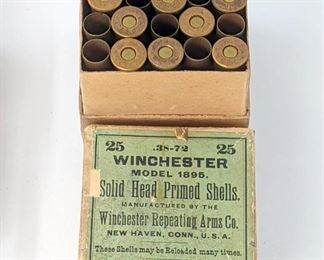 25 .38-72 25
WINCHESTER
MODEL 1895.
Solid Head Primed Shells.
MANUFACTURED BY THE
Winchester Repeating Arms Co.
NEW HAVEN, CONN., U.S.A.
These Shells may be Reloaded many times.